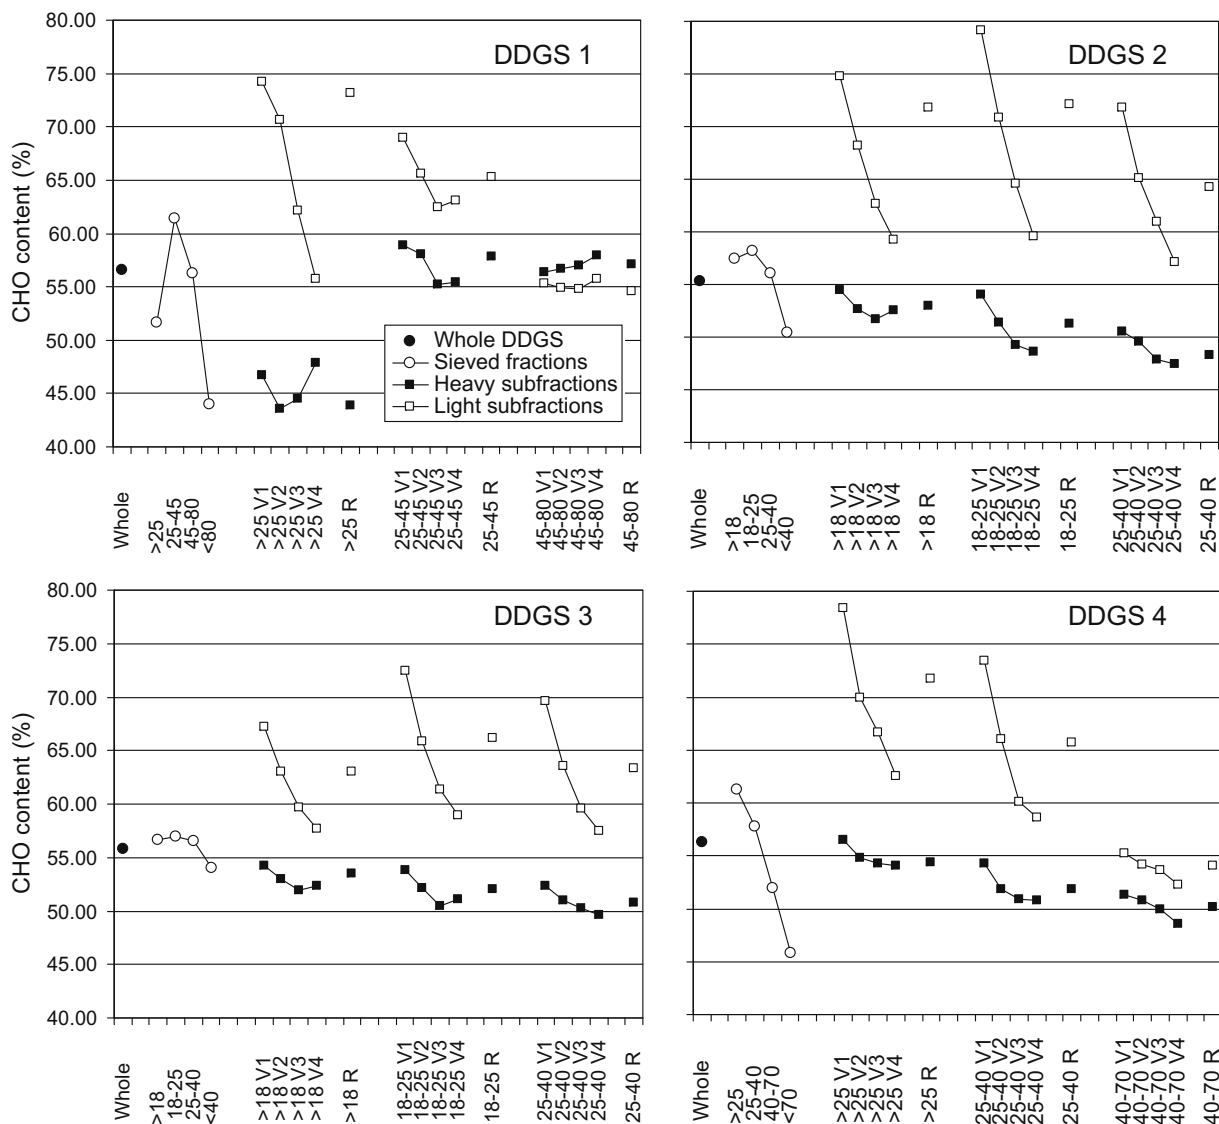 80.00
75.00
70.00
65.00
60.00
55.00
50.00
45.00
40.00
CHO content (%)
DDGS 1
Whole DDGS
Sieved fractions
Heavy subfractions
Light subfractions
Whole
>25
25-45
45-80
<80
>25 V1
>25 V2
>25 V3
>25 V4
>25 R
25-45 V1
25-45 V2
25-45 V3
25-45 V4
25-45 R
45-80 V1
45-80 V2
45-80 V3
45-80 V4
45-80 R
DDGS 2
Whole
>18
18-25
25-40
<40
>18 V1
>18 V2
>18 V3
>18 V4
>18 R
18-25 V1
18-25 V2
18-25 V3
18-25 V4
18-25 R
25-40 V1
25-40 V2
25-40 V3
25-40 V4
25-40 R
80.00
75.00
70.00
65.00
60.00
55.00
50.00
45.00
40.00
CHO content (%)
DDGS 3
Whole
>18
18-25
25-40
<40
>18 V1
>18 V2
>18 V3
>18 V4
>18 R
18-25 V1
18-25 V2
18-25 V3
18-25 V4
18-25 R
25-40 V1
25-40 V2
25-40 V3
25-40 V4
25-40 R
DDGS 4
Whole
>25
25-40
40-70
<70
>25 V1
>25 V2
>25 V3
>25 V4
>25 R
25-40 V1
25-40 V2
25-40 V3
25-40 V4
25-40 R
40-70 V1
40-70 V2
40-70 V3
40-70 V4
40-70 R